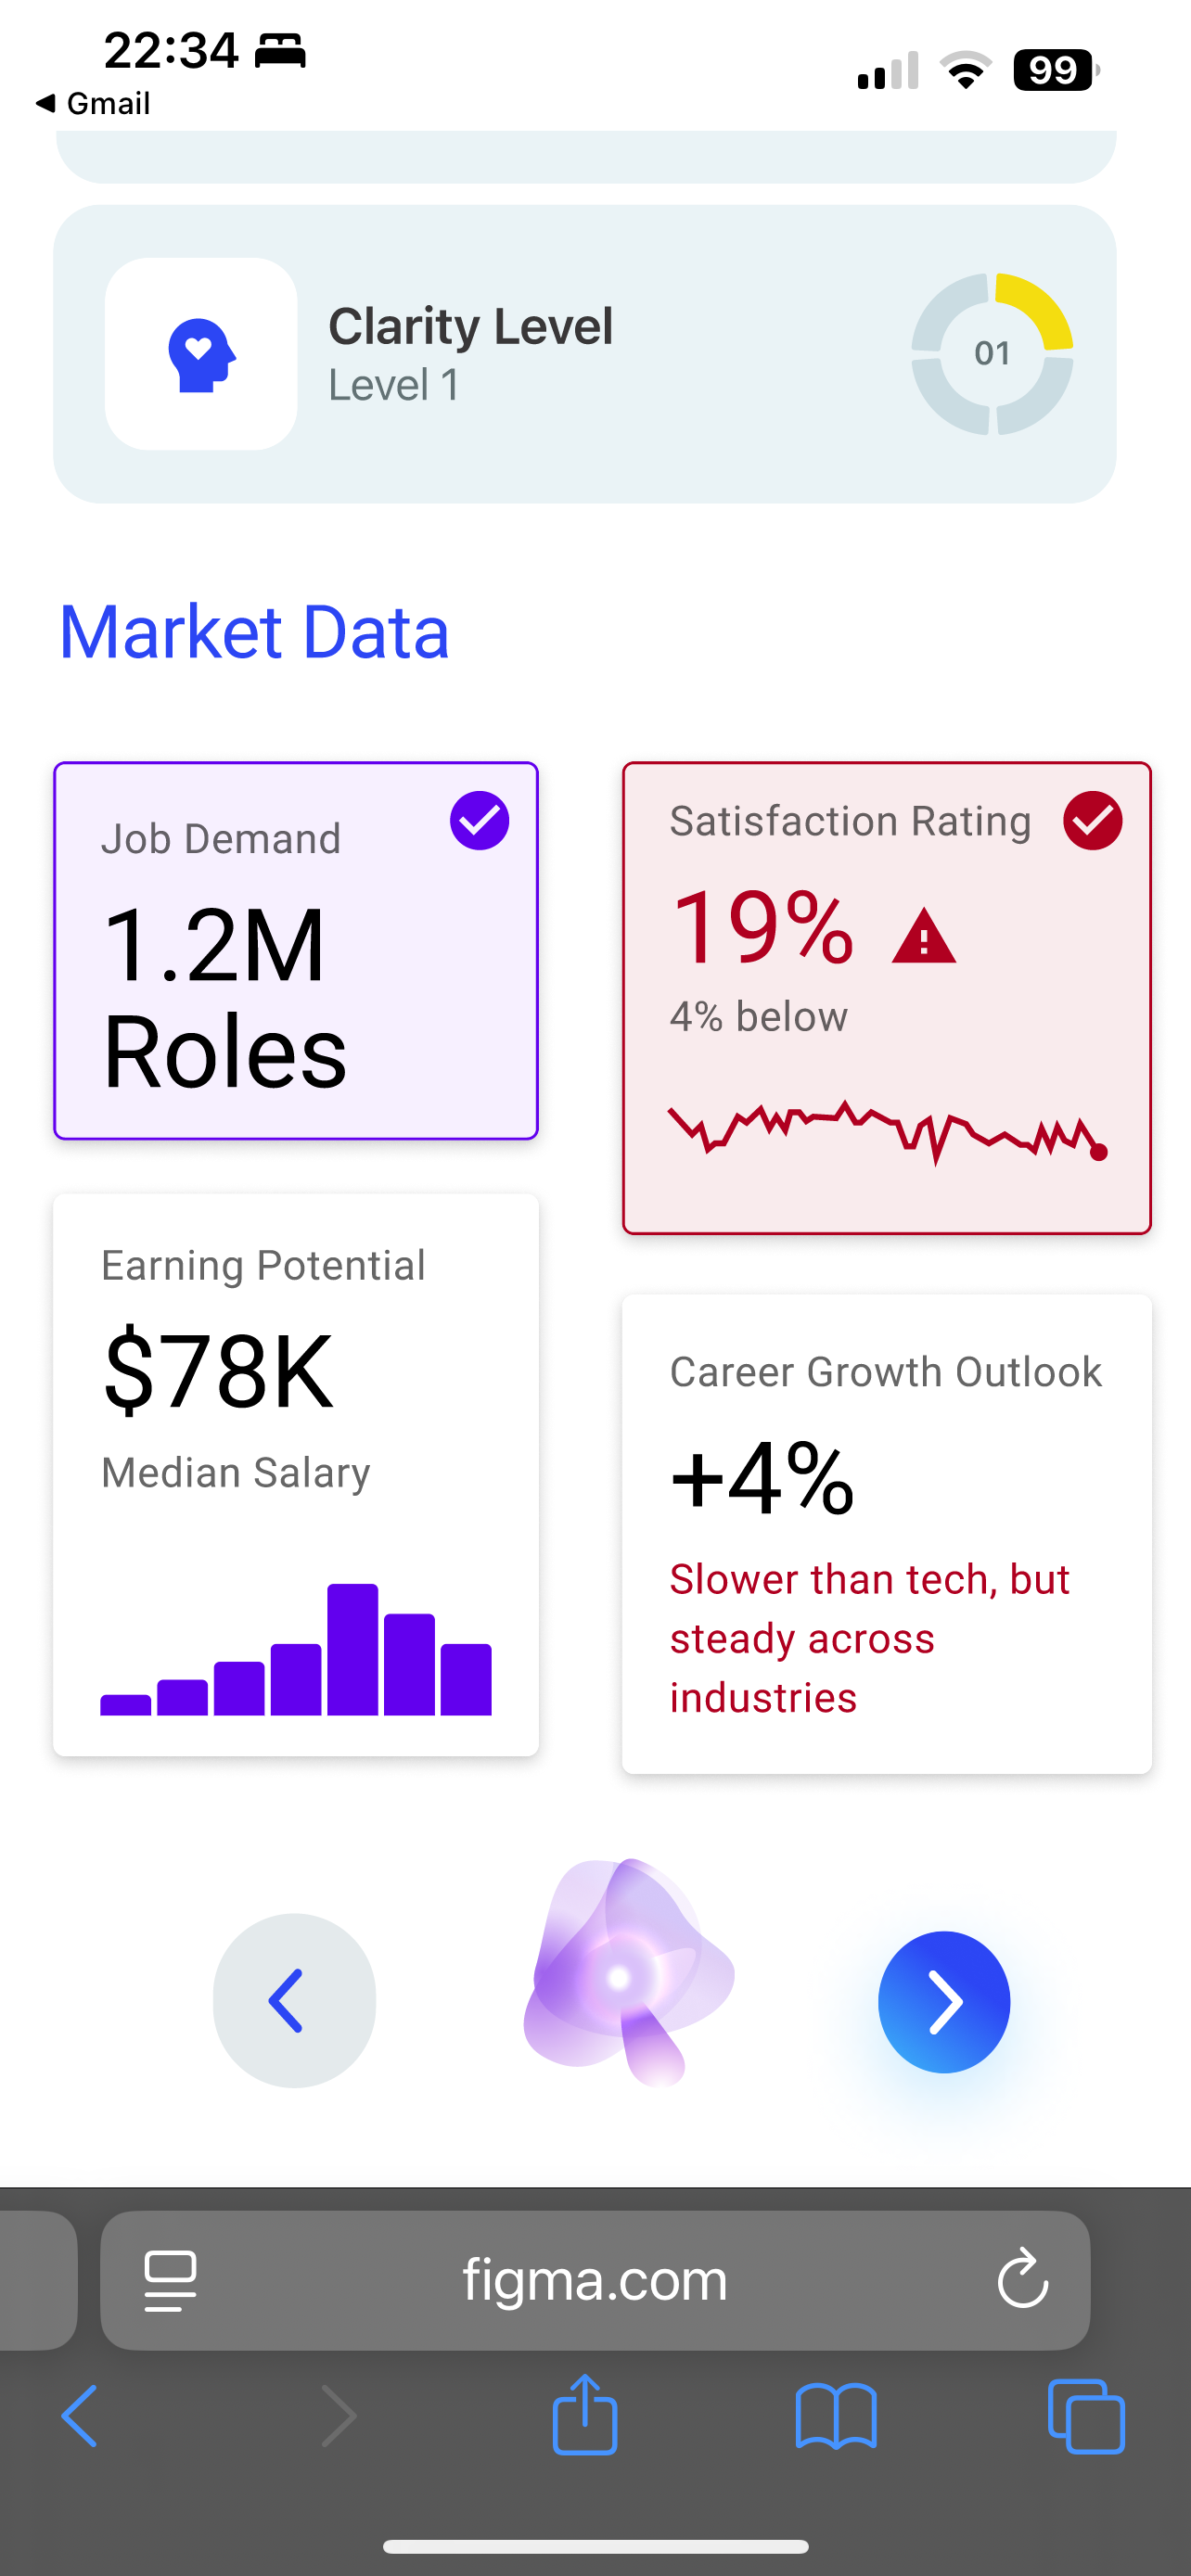 22:34
99
◀ Gmail
Clarity Level
Level 1
01
Market Data
Job Demand
1.2M
Roles
Satisfaction Rating
19%
4% below
Earning Potential
$78K
Median Salary
Career Growth Outlook
+4%
Slower than tech, but
steady across
industries
figma.com